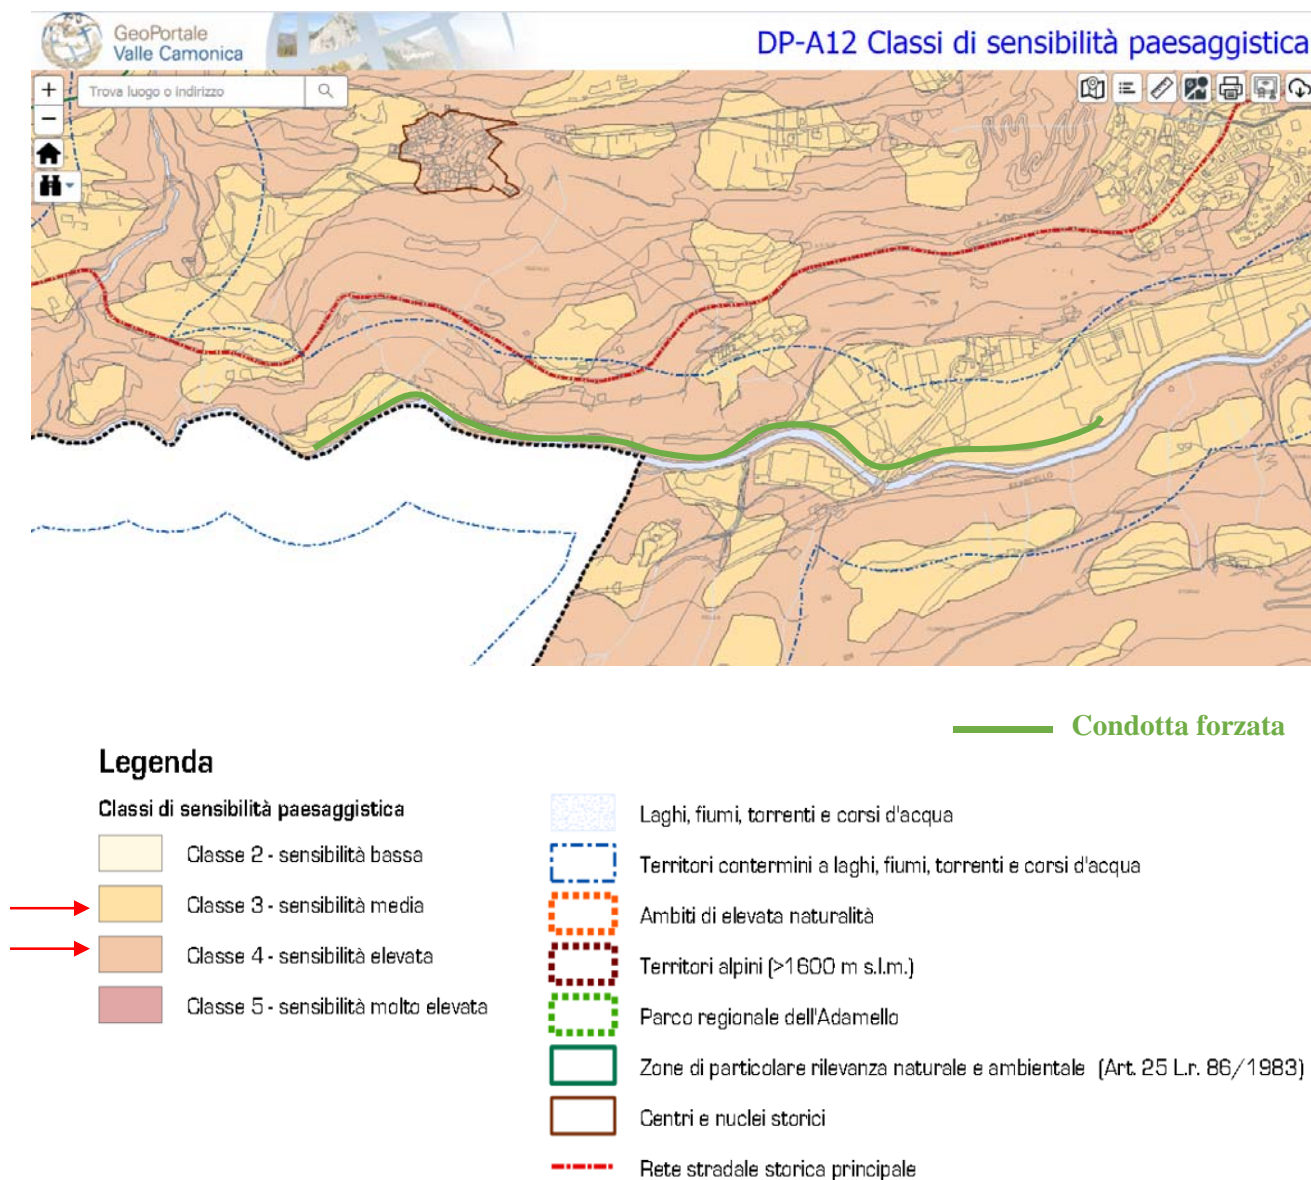 GeoPortale
Valle Camonica
DP-A12 Classi di sensibilità paesaggistica
+
Trova luogo o indirizzo
−
Condotta forzata
Legenda
Classi di sensibilità paesaggistica
Classe 2 - sensibilità bassa
Classe 3 - sensibilità media
Classe 4 - sensibilità elevata
Classe 5 - sensibilità molto elevata
Laghi, fiumi, torrenti e corsi d'acqua
Territori contermini a laghi, fiumi, torrenti e corsi d'acqua
Ambiti di elevata naturalità
Territori alpini (>1600 m s.l.m.)
Parco regionale dell'Adamello
Zone di particolare rilevanza naturale e ambientale (Art. 25 L.r. 86/1983)
Centri e nuclei storici
Rete stradale storica principale